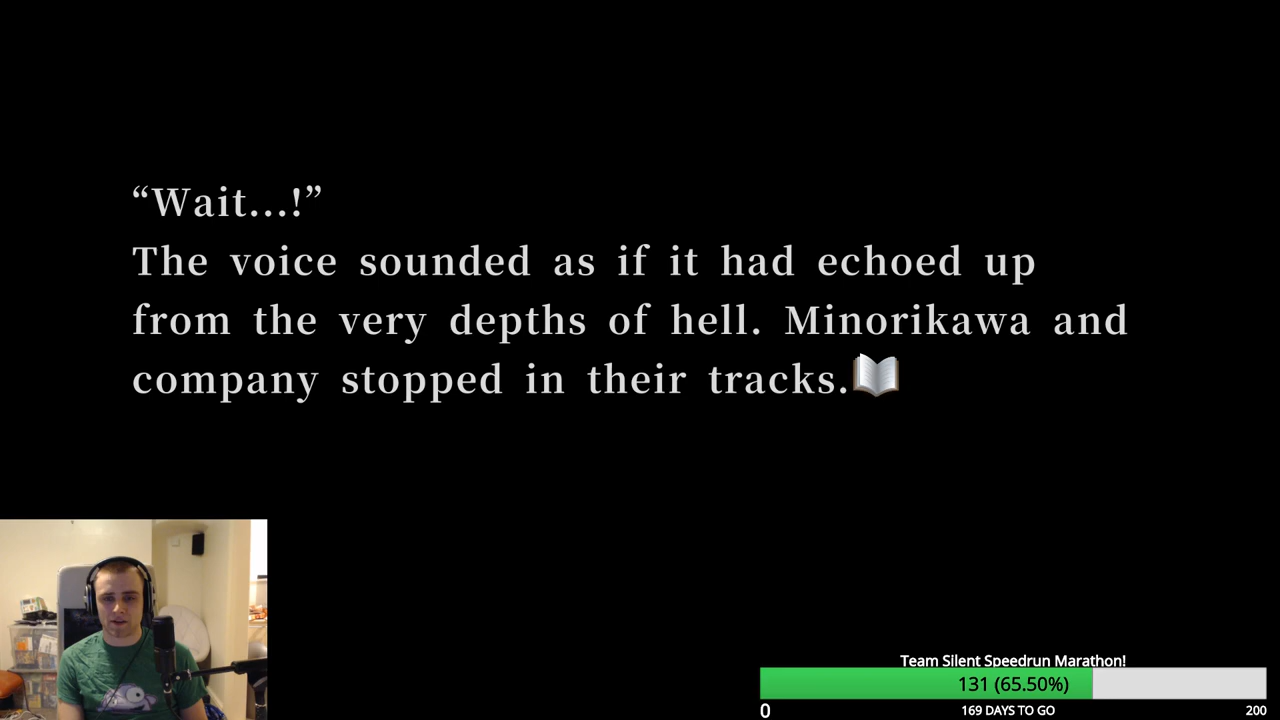 “Wait...!”
The voice sounded as if it had echoed up
from the very depths of hell. Minorikawa and
company stopped in their tracks.
Team Silent Speedrun Marathon!
131 (65.50%)
0 169 DAYS TO GO 200